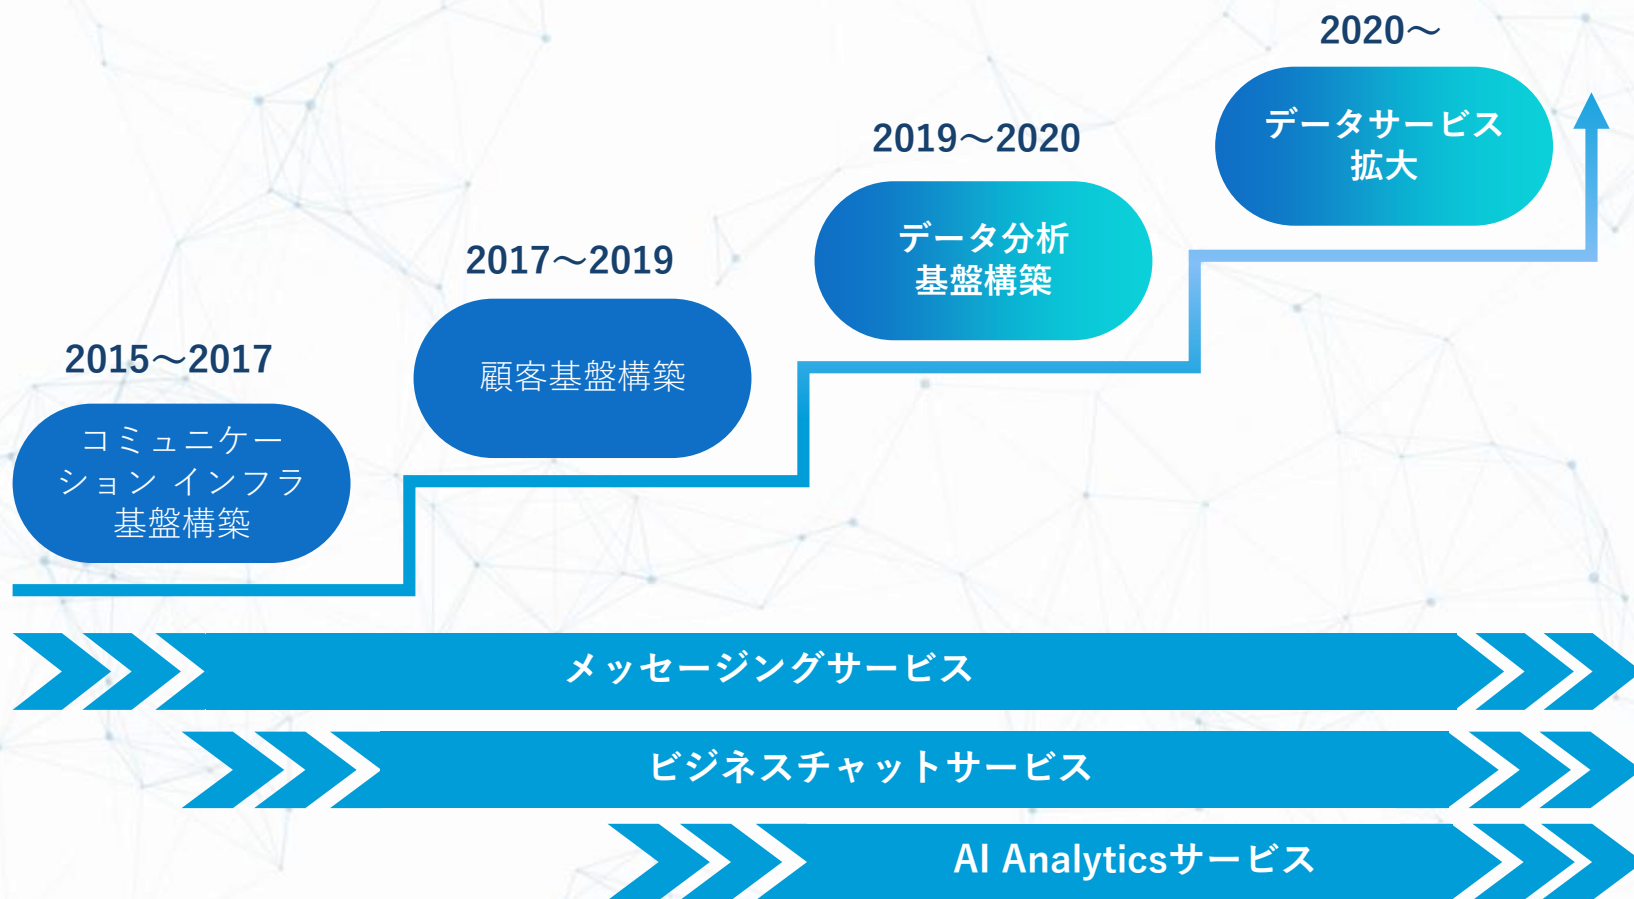 2020～
データサービス
拡大
2019～2020
データ分析
基盤構築
2017～2019
顧客基盤構築
2015～2017
コミュニケー
ション インフラ
基盤構築
メッセージングサービス
ビジネスチャットサービス
AI Analyticsサービス